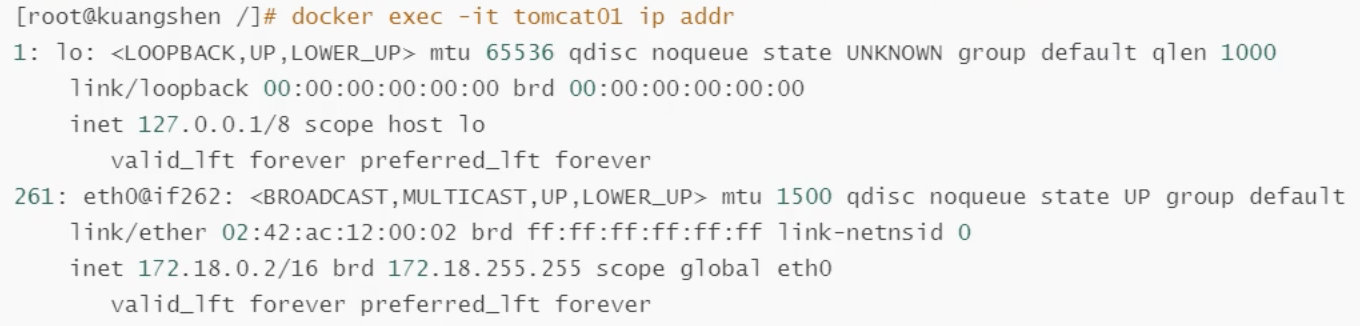 [root@kuangshen /]# docker exec -it tomcat01 ip addr
1: lo: <LOOPBACK,UP,LOWER_UP> mtu 65536 qdisc noqueue state UNKNOWN group default qlen 1000
    link/loopback 00:00:00:00:00:00 brd 00:00:00:00:00:00
    inet 127.0.0.1/8 scope host lo
       valid_lft forever preferred_lft forever
261: eth0@if262: <BROADCAST,MULTICAST,UP,LOWER_UP> mtu 1500 qdisc noqueue state UP group default
    link/ether 02:42:ac:12:00:02 brd ff:ff:ff:ff:ff:ff link-netnsid 0
    inet 172.18.0.2/16 brd 172.18.255.255 scope global eth0
       valid_lft forever preferred_lft forever